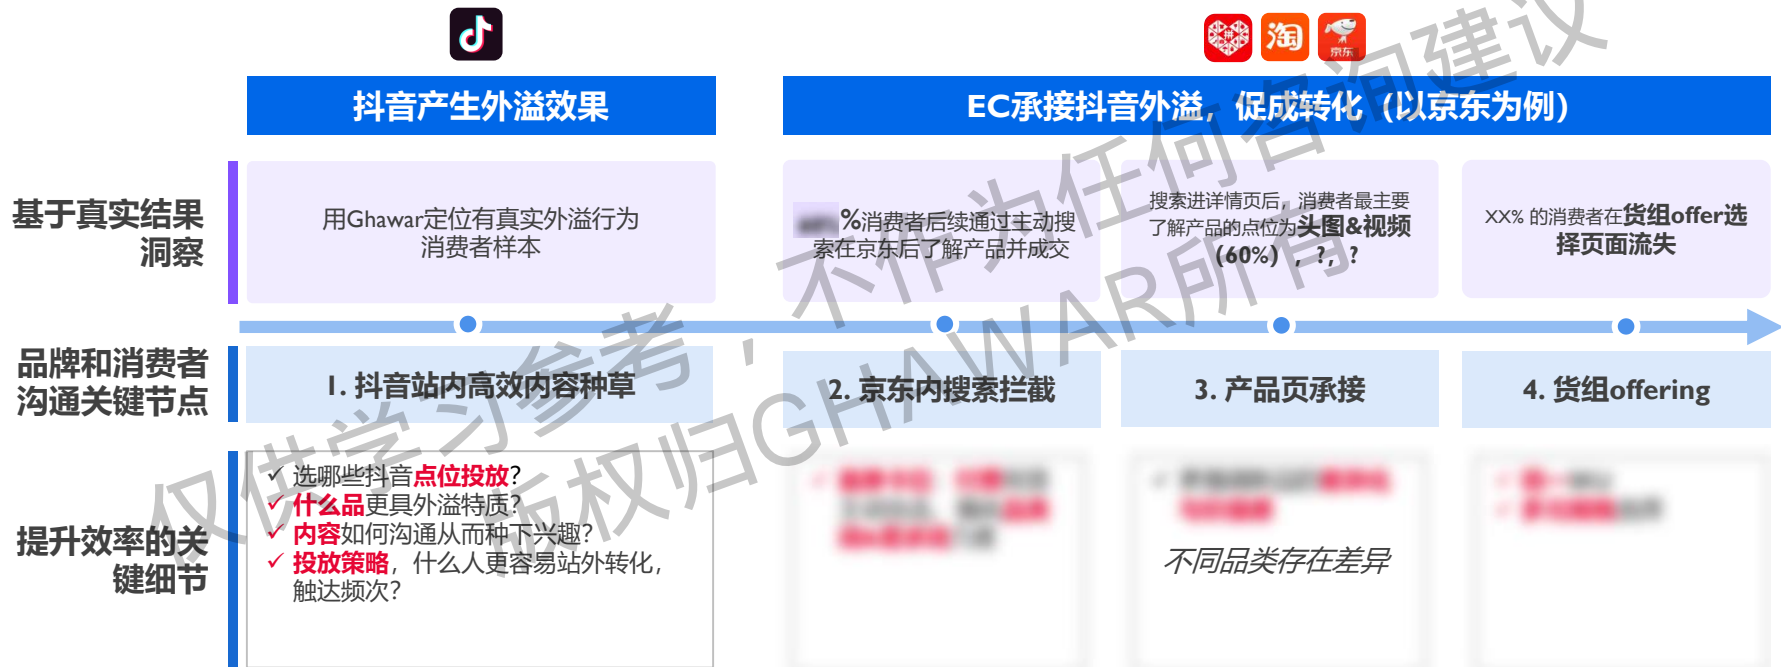 拼
淘
京东
抖音产生外溢效果
EC承接抖音外溢，促成转化（以京东为例）
基于真实结果
洞察
用Ghawar定位有真实外溢行为
消费者样本
%消费者后续通过主动搜
索在京东后了解产品并成交
搜索进详情页后，消费者最主要
了解产品的点位为头图&视频
（60%），?，?
XX% 的消费者在货组offer选
择页面流失
品牌和消费者
沟通关键节点
1. 抖音站内高效内容种草
2. 京东内搜索拦截
3. 产品页承接
4. 货组offering
提升效率的关
键细节
✓ 选哪些抖音点位投放?
✓ 什么品更具外溢特质?
✓ 内容如何沟通从而种下兴趣?
✓ 投放策略，什么人更容易站外转化，
触达频次?
不同品类存在差异
仅供学习参考，不作为任何咨询建议
版权归GHAWAR所有